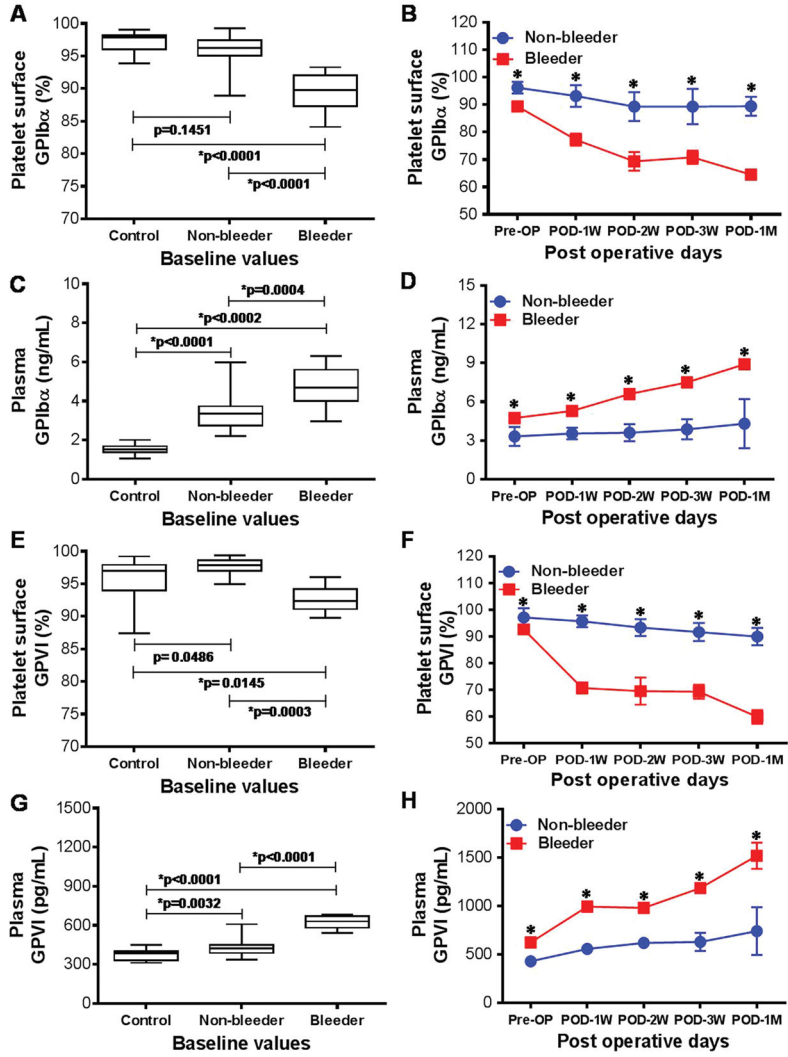 A
Platelet surface
GPIbα (%)
100
95
90
85
80
75
70
p=0.1451
*p<0.0001
*p<0.0001
Control Non-bleeder Bleeder
Baseline values
B
Platelet surface
GPIbα (%)
120
110
100
90
80
70
60
50
Non-bleeder
Bleeder
* * * * *
Pre-OP POD-1W POD-2W POD-3W POD-1M
Post operative days
C
Plasma
GPIbα (ng/mL)
10
8
6
4
2
0
*p=0.0004
*p<0.0002
*p<0.0001
Control Non-bleeder Bleeder
Baseline values
D
Plasma
GPIbα (ng/mL)
15
12
9
6
3
0
Non-bleeder
Bleeder
* * * * *
Pre-OP POD-1W POD-2W POD-3W POD-1M
Post operative days
E
Platelet surface
GPVI (%)
100
95
90
85
80
75
70
p= 0.0486
*p= 0.0145
*p=0.0003
Control Non-bleeder Bleeder
Baseline values
F
Platelet surface
GPVI (%)
120
110
100
90
80
70
60
50
Non-bleeder
Bleeder
* * * * *
Pre-OP POD-1W POD-2W POD-3W POD-1M
Post operative days
G
Plasma
GPVI (pg/mL)
1500
1200
900
600
300
0
*p<0.0001
*p<0.0001
*p=0.0032
Control Non-bleeder Bleeder
Baseline values
H
Plasma
GPVI (pg/mL)
2000
1500
1000
500
0
Non-bleeder
Bleeder
* * * * *
Pre-OP POD-1W POD-2W POD-3W POD-1M
Post operative days